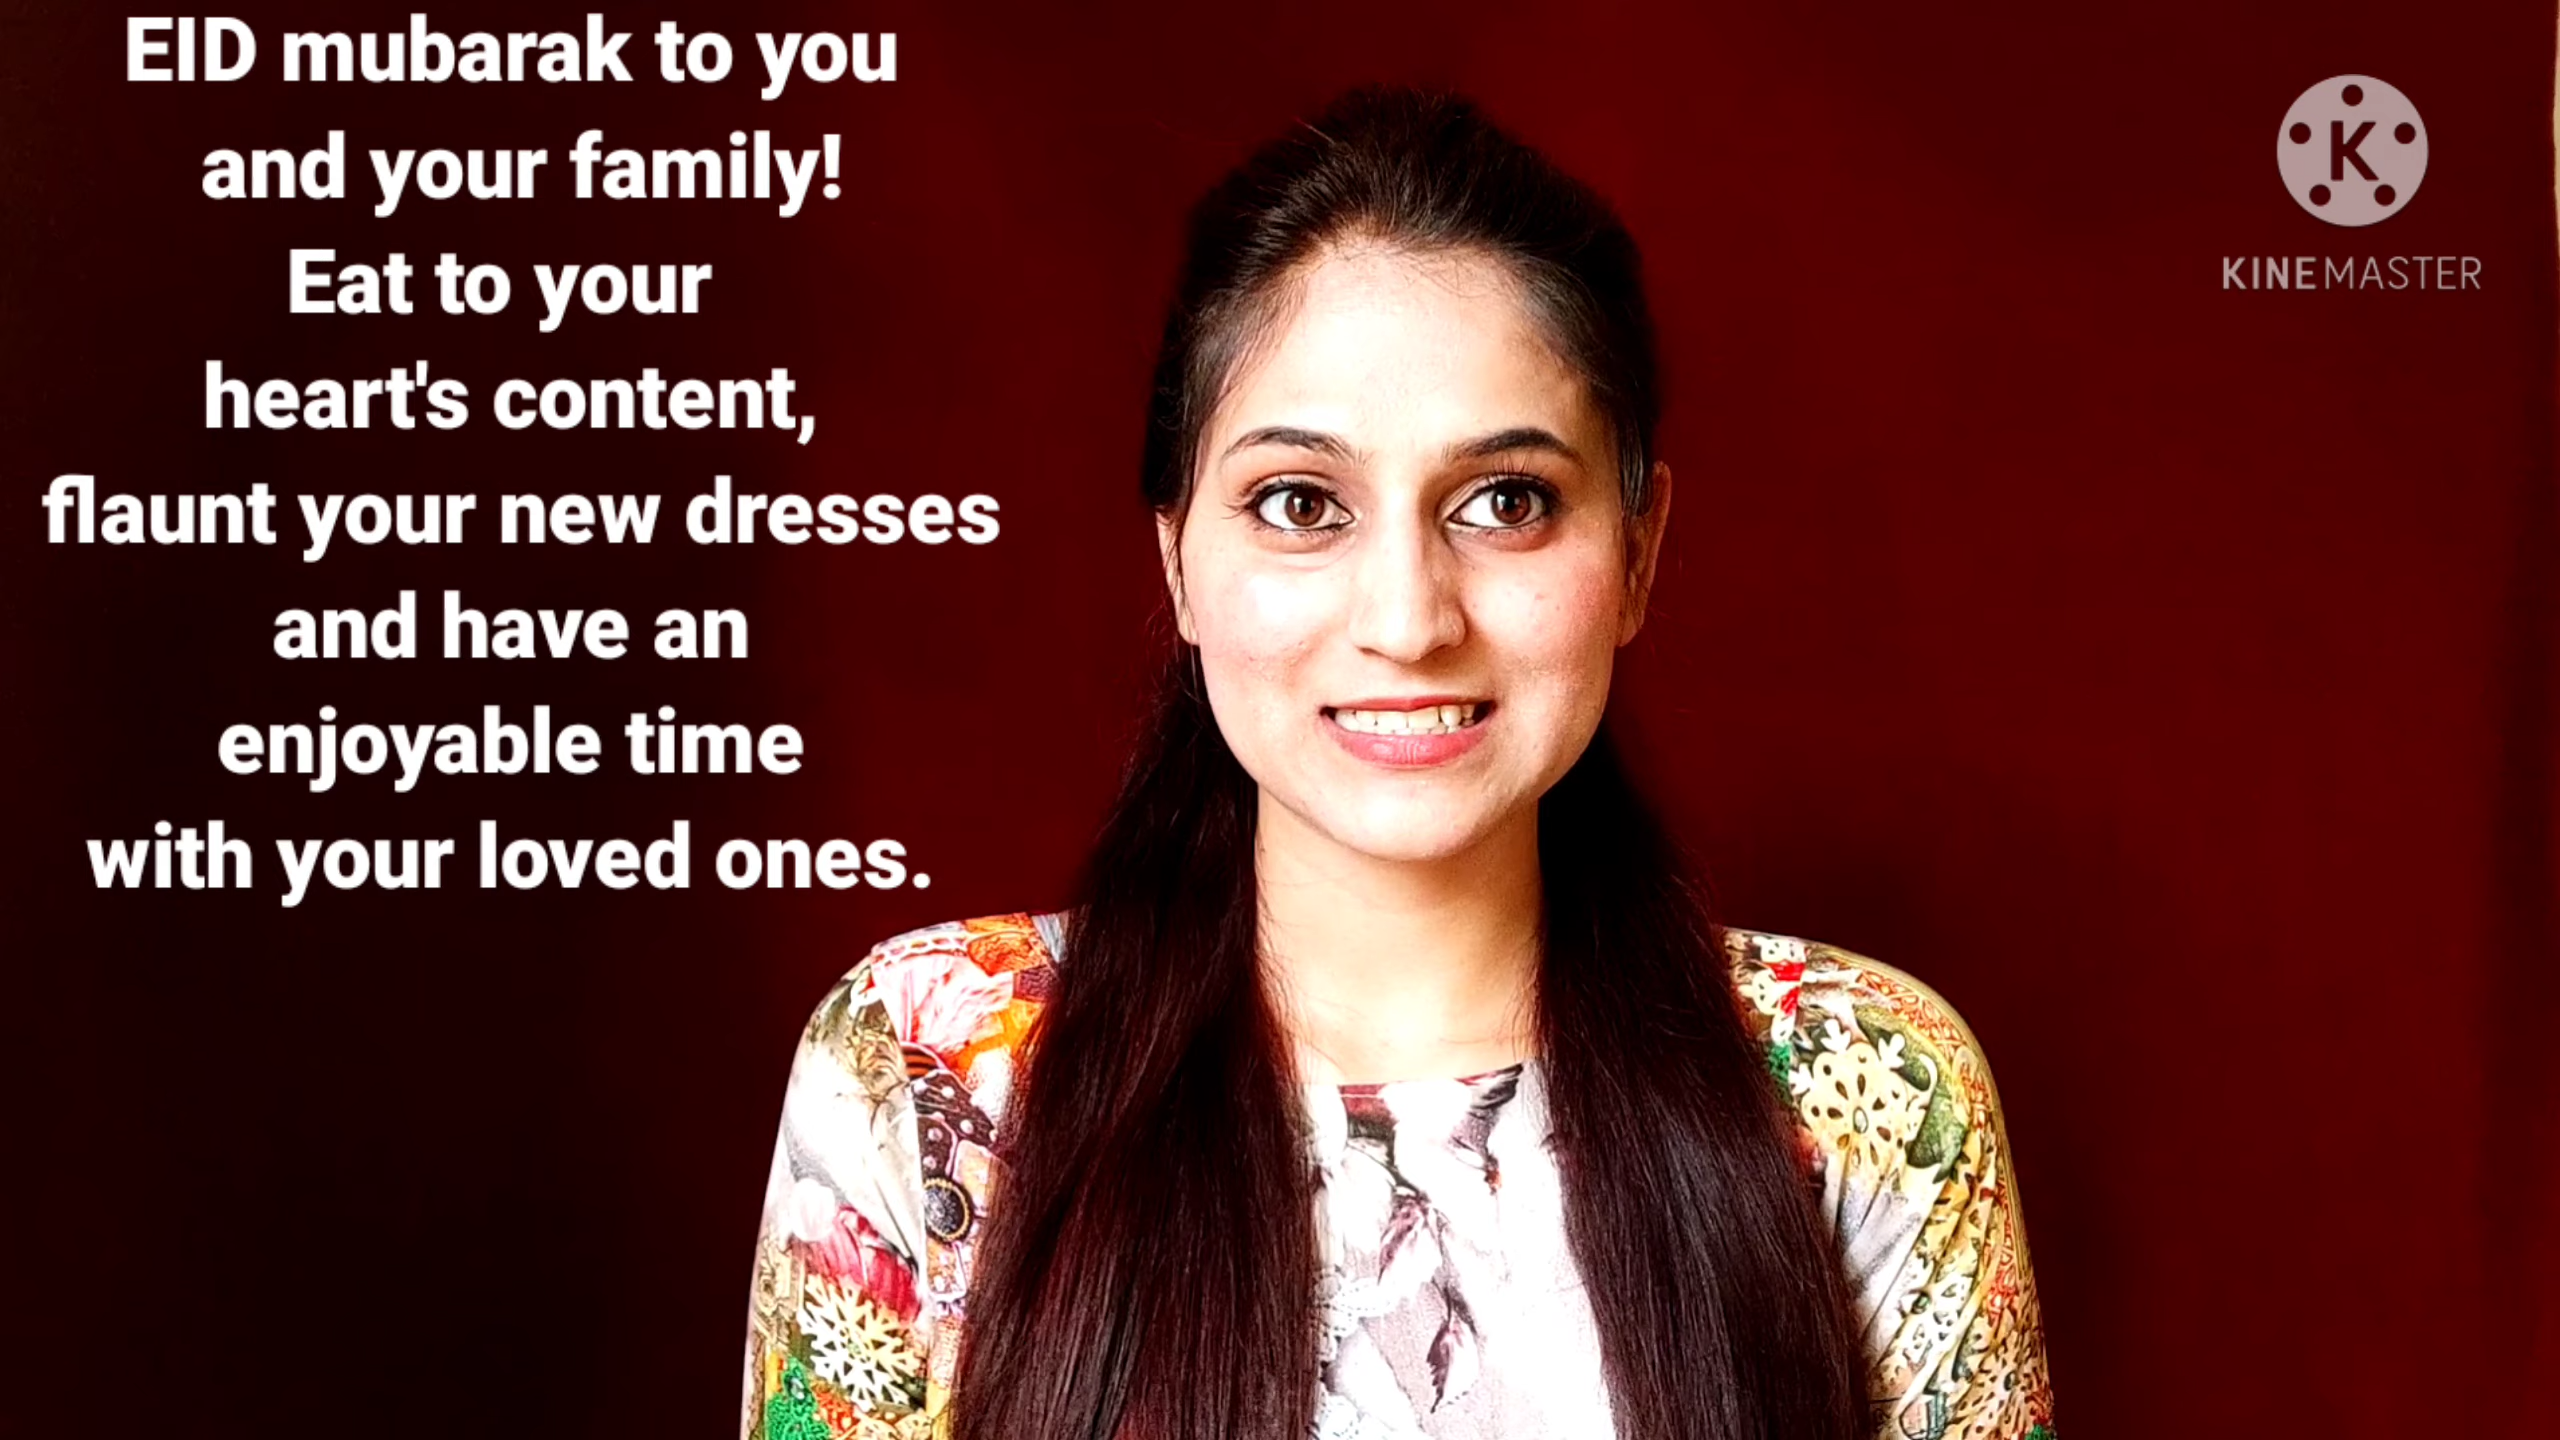 EID mubarak to you
and your family!
Eat to your
heart's content,
flaunt your new dresses
and have an
enjoyable time
with your loved ones.
K
KINEMASTER